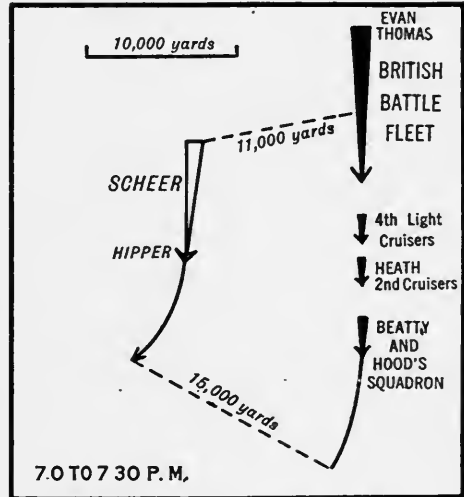 10,000 yards
EVAN
THOMAS
BRITISH
BATTLE
FLEET
11,000 yards
SCHEER
HIPPER
4th Light
Cruisers
HEATH
2nd Cruisers
BEATTY
AND
HOOD'S
SQUADRON
15,000 yards
7.0 TO 7 30 P. M.